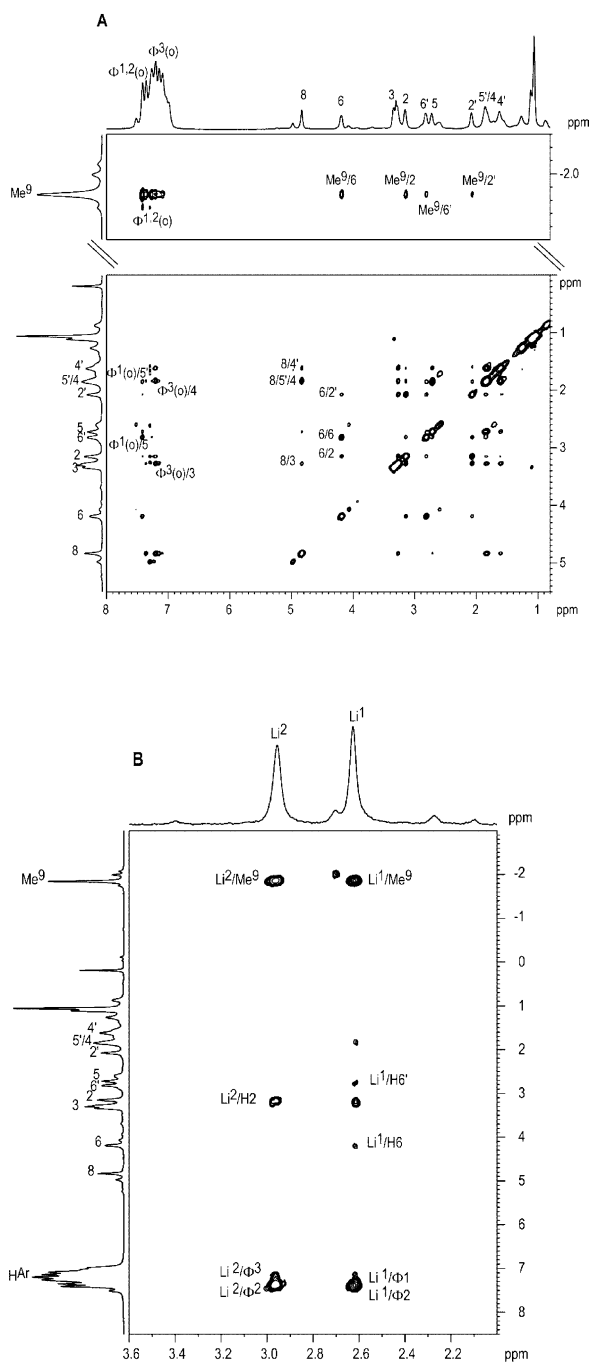 A
Φ3(o)
Φ1,2(o)
8
6
3
2
6'
5
2'
5'/4
4'
ppm
Me9
-2.0
Me9/6
Me9/2
Me9/2'
Me9/6'
Φ1,2(o)
ppm
4'
5'/4
2'
5
6'
2
3
6
8
Φ1(o)/5'
Φ3(o)/4
Φ1(o)/5
Φ3(o)/3
8/4'
8/5'/4
6/2'
6/6
6/2
8/3
1
2
3
4
5
8 7 6 5 4 3 2 1 ppm
Li2
Li1
B
ppm
Me9
Li2/Me9
Li1/Me9
-2
-1
0
1
2
3
4
5
6
7
8
4'
5'/4
2'
5
6'
2
3
6
8
HAr
Li1/H6'
Li2/H2
Li1/H6
Li2/Φ3
Li1/Φ1
Li2/Φ2
Li1/Φ2
3.6 3.2 3.0 2.8 2.6 2.4 2.2 ppm